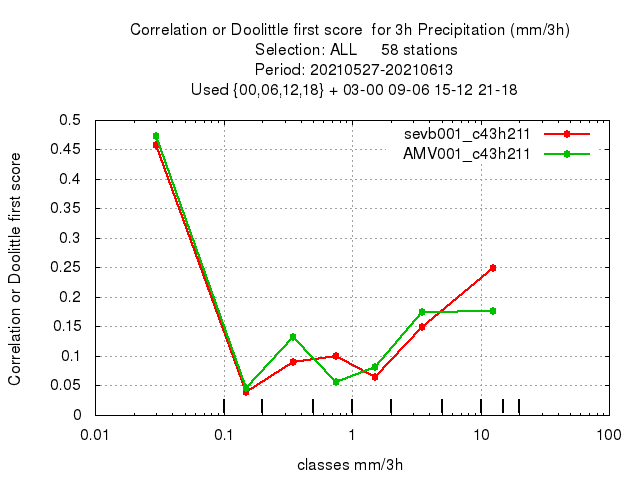 Correlation or Doolittle first score  for 3h Precipitation (mm/3h)
Selection: ALL     58 stations
Period: 20210527-20210613
Used {00,06,12,18} + 03-00 09-06 15-12 21-18
sevb001_c43h211
AMV001_c43h211
Correlation or Doolittle first score
0.5
0.45
0.4
0.35
0.3
0.25
0.2
0.15
0.1
0.05
0
0.01 0.1 1 10 100
classes mm/3h